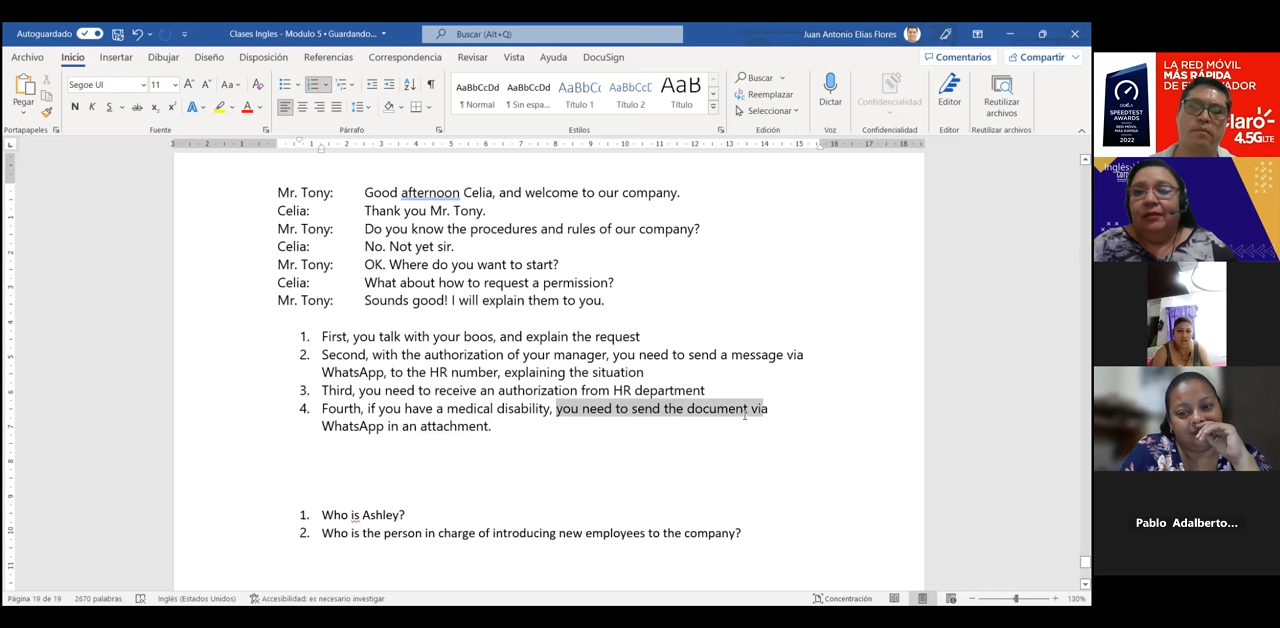 Autoguardado
Clases Ingles - Modulo 5 • Guardando...
Buscar (Alt+Q)
Juan Antonio Elias Flores
Archivo Inicio Insertar Dibujar Diseño Disposición Referencias Correspondencia Revisar Vista Ayuda DocuSign
Comentarios Compartir
Pegar
Segoe UI 11
N K S
AaBbCcDd AaBbCcDd AaBbCc AaBbCcC AaB
¶ Normal ¶ Sin espa... Título 1 Título 2 Título
Buscar
Reemplazar
Seleccionar
Dictar
Confidencialidad
Editor
Reutilizar archivos
Portapapeles Fuente Párrafo Estilos Edición Voz Confidencialidad Editor Reutilizar archivos
Mr. Tony: Good afternoon Celia, and welcome to our company.
Celia: Thank you Mr. Tony.
Mr. Tony: Do you know the procedures and rules of our company?
Celia: No. Not yet sir.
Mr. Tony: OK. Where do you want to start?
Celia: What about how to request a permission?
Mr. Tony: Sounds good! I will explain them to you.
1. First, you talk with your boos, and explain the request
2. Second, with the authorization of your manager, you need to send a message via
WhatsApp, to the HR number, explaining the situation
3. Third, you need to receive an authorization from HR department
4. Fourth, if you have a medical disability, you need to send the document via
WhatsApp in an attachment.
1. Who is Ashley?
2. Who is the person in charge of introducing new employees to the company?
Página 19 de 19 2670 palabras Inglés (Estados Unidos) Accesibilidad: es necesario investigar
Concentración 130%
LA RED MÓVIL
MÁS RÁPIDA
SPEEDTEST
AWARDS
2022
Claro
4.5G LTE
Pablo Adalberto...